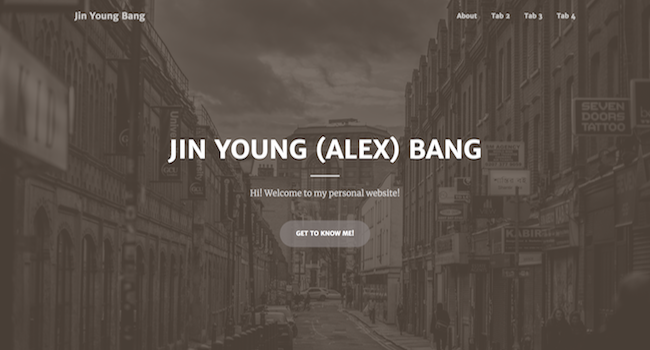 Jin Young Bang
About Tab 2 Tab 3 Tab 4
JIN YOUNG (ALEX) BANG
Hi! Welcome to my personal website!
GET TO KNOW ME!
SEVEN
DOORS
TATTOO